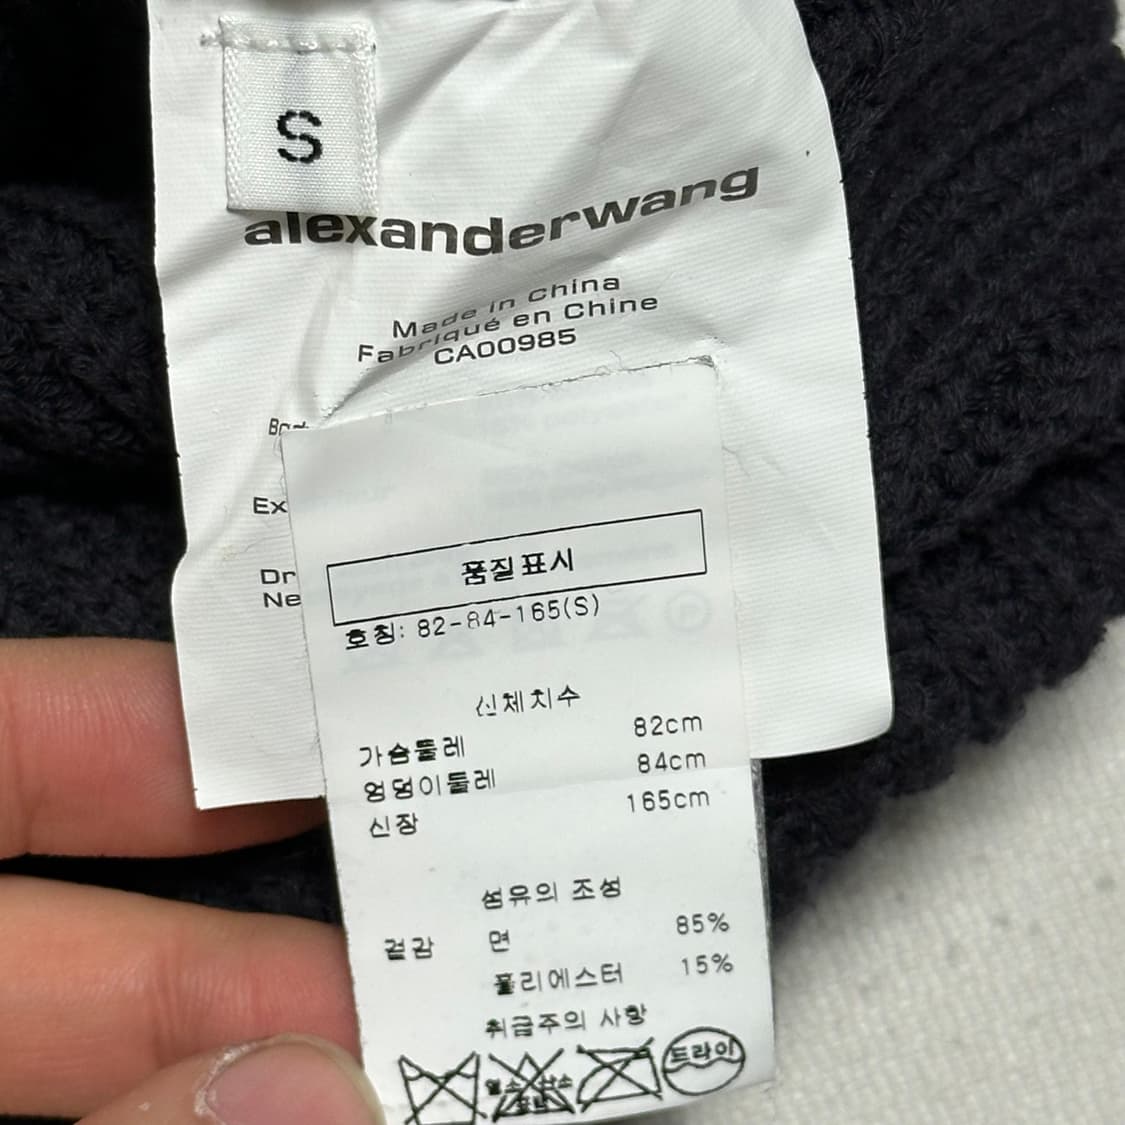 S
alexanderwang
Made in China
Fabriqué en Chine
CA00985
Ex
Dr
Ne
품질표시
호칭: 82-84-165(S)
신체치수
가슴둘레 82cm
엉덩이둘레 84cm
신장 165cm
섬유의 조성
겉감 면 85%
폴리에스터 15%
취급주의 사항
드라이